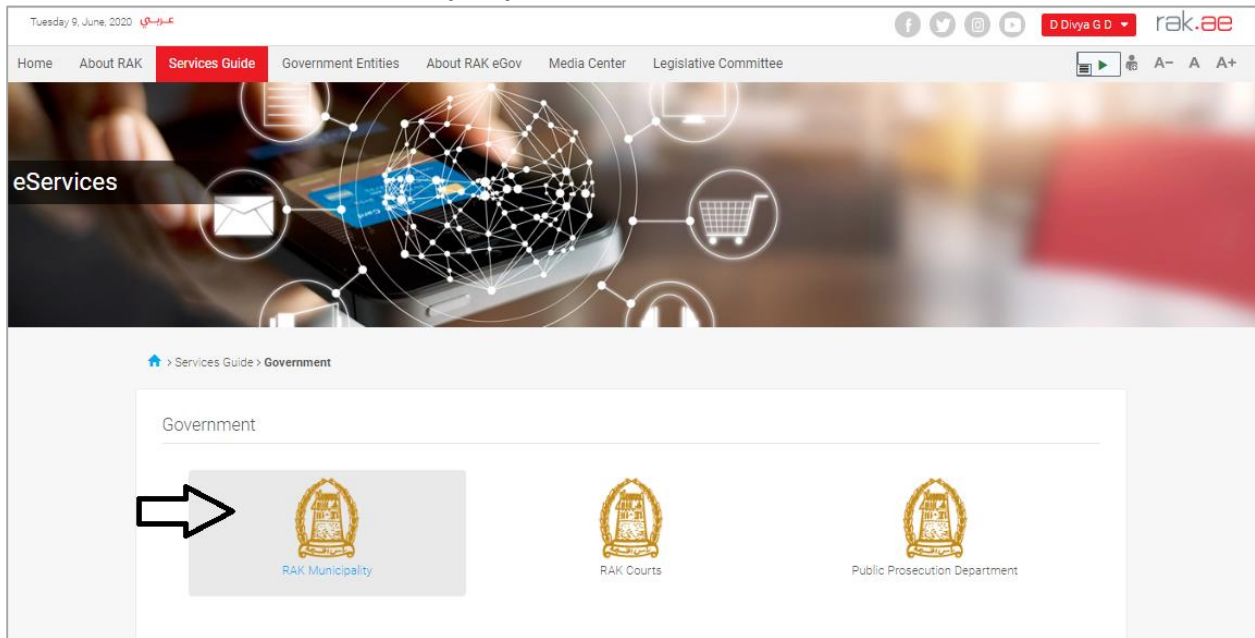 Tuesday 9, June, 2020 عربي D Divya G D rak.ae
Home About RAK Services Guide Government Entities About RAK eGov Media Center Legislative Committee A- A A+
eServices
> Services Guide > Government
Government
RAK Municipality RAK Courts Public Prosecution Department